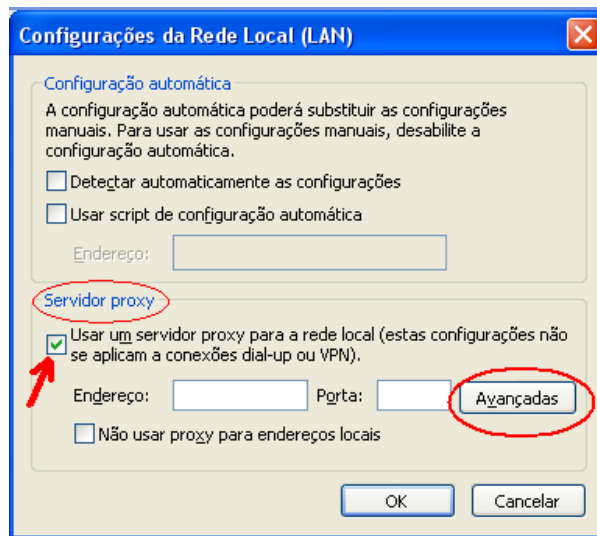 Configurações da Rede Local (LAN)
Configuração automática
A configuração automática poderá substituir as configurações
manuais. Para usar as configurações manuais, desabilite a
configuração automática.
Detectar automaticamente as configurações
Usar script de configuração automática
Endereço:
Servidor proxy
Usar um servidor proxy para a rede local (estas configurações não
se aplicam a conexões dial-up ou VPN).
Endereço: Porta: Avançadas
Não usar proxy para endereços locais
OK Cancelar